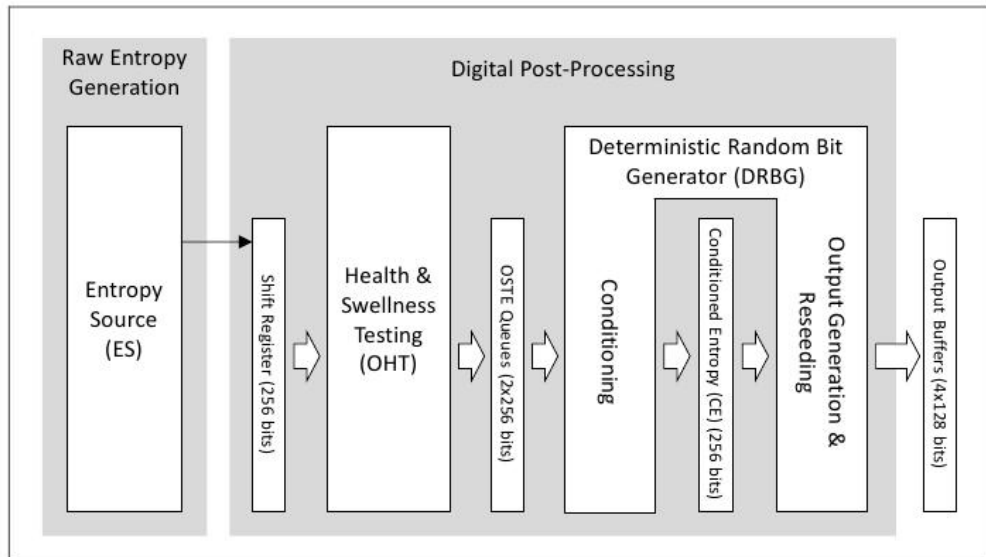 Raw Entropy
Generation
Digital Post-Processing
Entropy
Source
(ES)
Shift Register (256 bits)
Health &
Swellness
Testing
(OHT)
OSTE Queues (2x256 bits)
Deterministic Random Bit
Generator (DRBG)
Conditioning
Conditioned Entropy (CE) (256 bits)
Output Generation &
Reseeding
Output Buffers (4x128 bits)